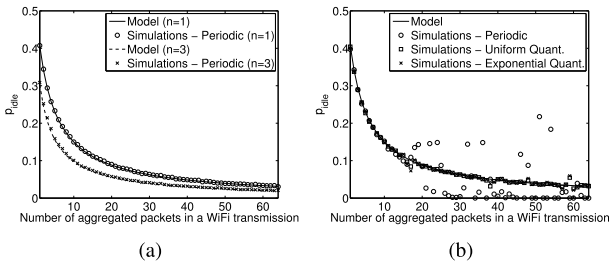 0.5
0.4
0.3
0.2
0.1
0
p_idle
Model (n=1)
Simulations − Periodic (n=1)
Model (n=3)
Simulations − Periodic (n=3)
10 20 30 40 50 60
Number of aggregated packets in a WiFi transmission
(a)
0.5
0.4
0.3
0.2
0.1
0
p_idle
Model
Simulations − Periodic
Simulations − Uniform Quant.
Simulations − Exponential Quant.
10 20 30 40 50 60
Number of aggregated packets in a WiFi transmission
(b)